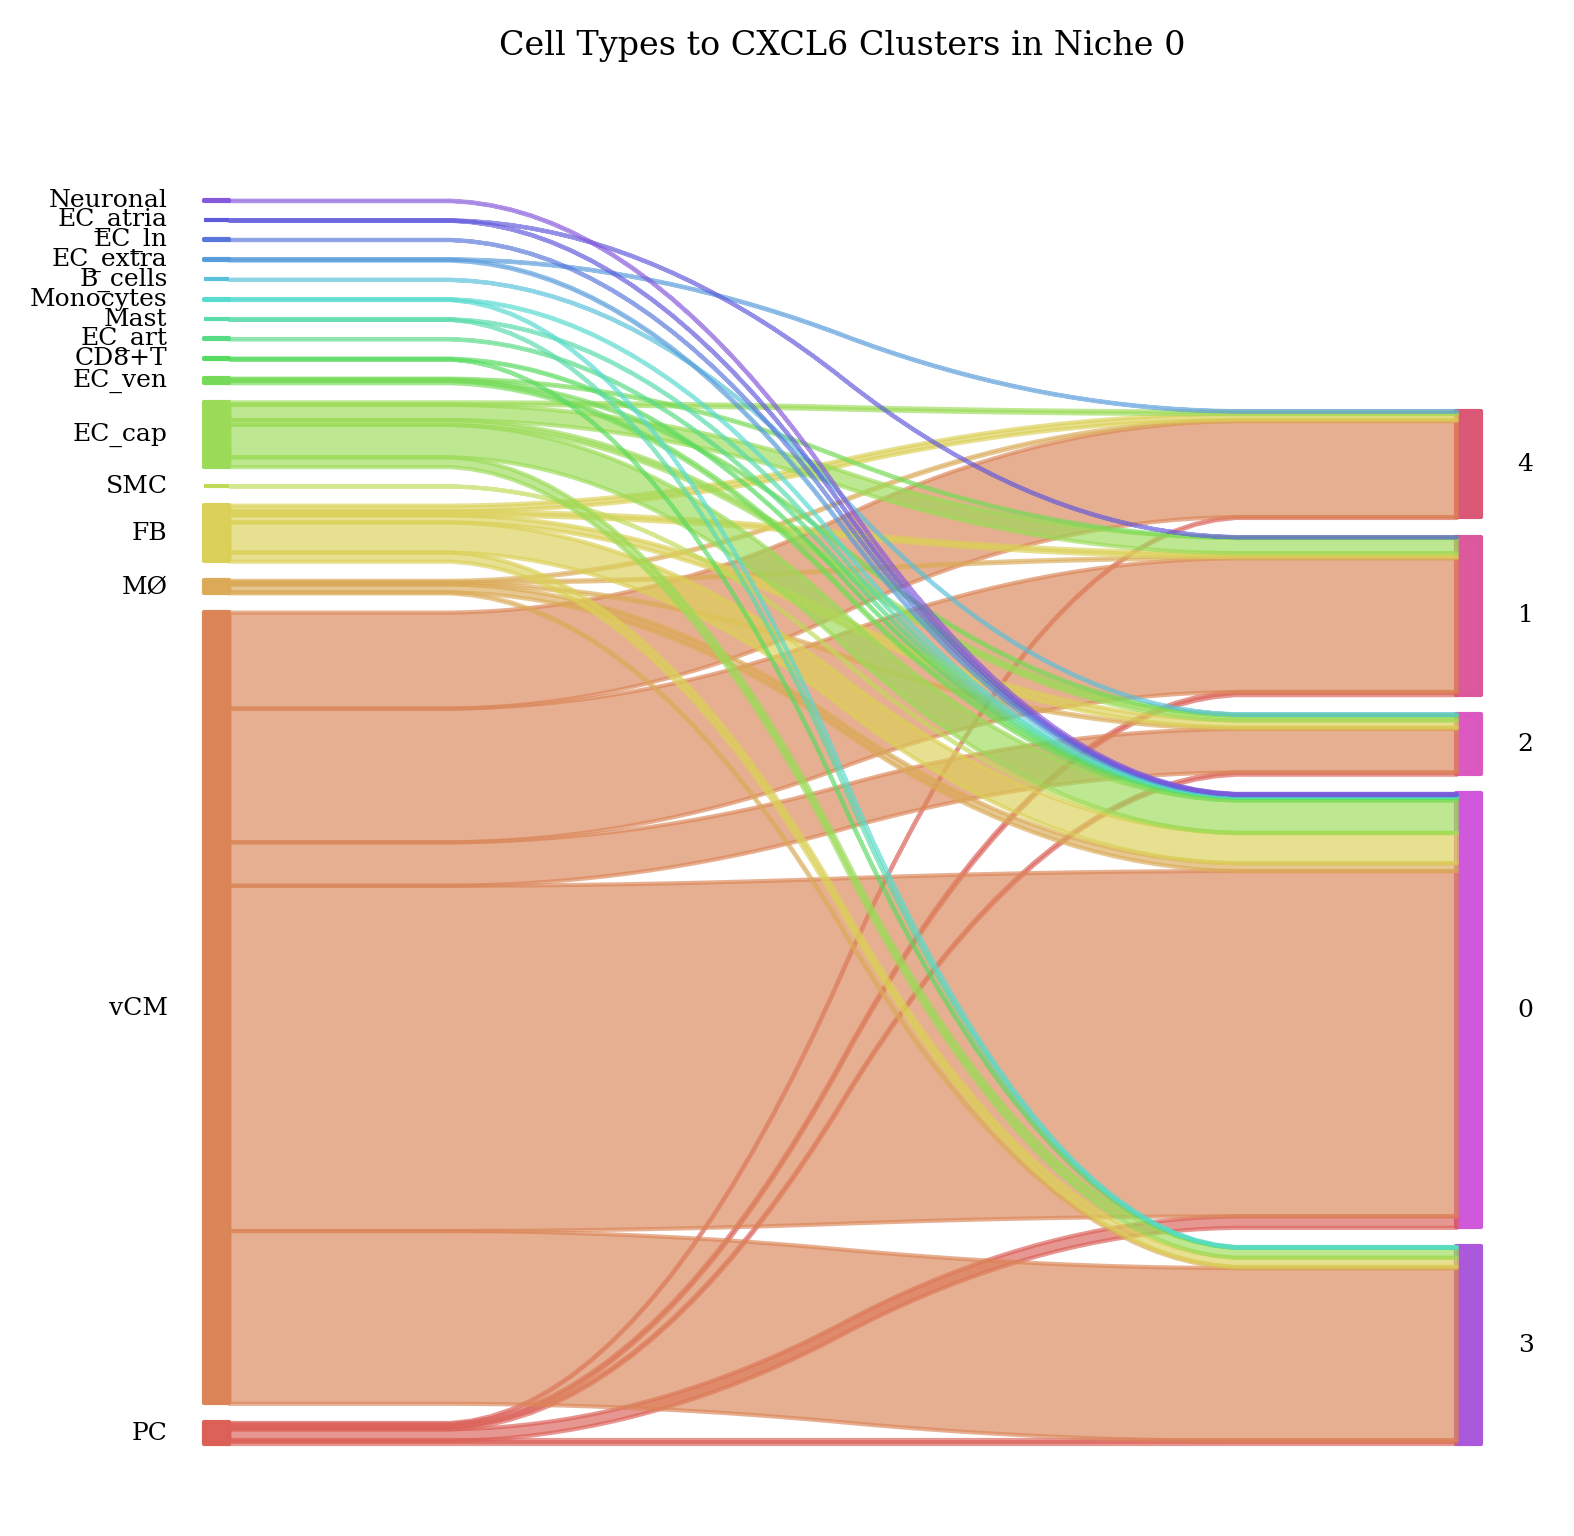 Cell Types to CXCL6 Clusters in Niche 0
Neuronal
EC_atria
EC_ln
EC_extra
B_cells
Monocytes
Mast
EC_art
CD8+T
EC_ven
EC_cap
SMC
FB
MØ
vCM
PC
4
1
2
0
3